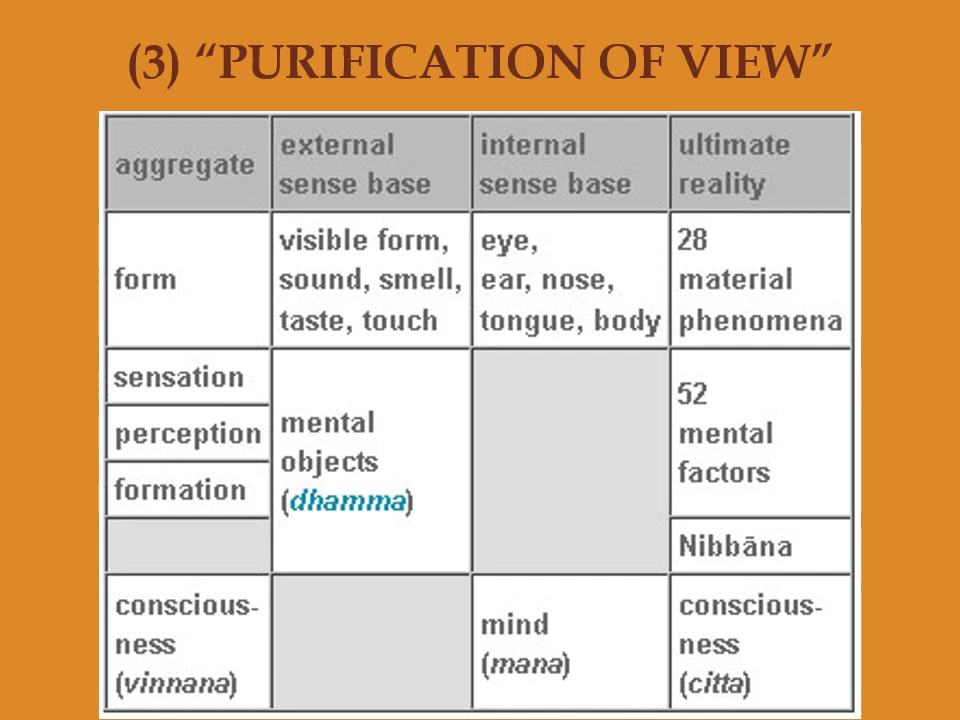 (3) “PURIFICATION OF VIEW”
aggregate
external
sense base
internal
sense base
ultimate
reality
form
visible form,
sound, smell,
taste, touch
eye,
ear, nose,
tongue, body
28
material
phenomena
sensation
perception
formation
mental
objects
(dhamma)
52
mental
factors
Nibbāna
conscious-
ness
(vinnana)
mind
(mana)
conscious-
ness
(citta)